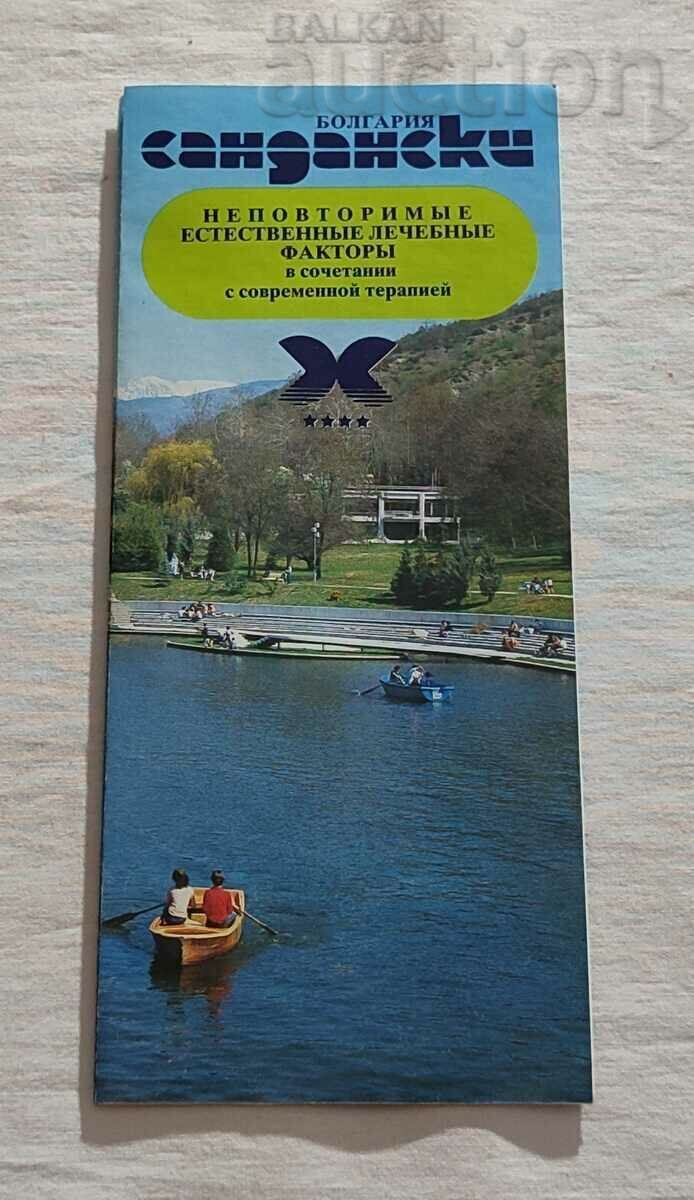 BALKAN
auction
БОЛГАРИЯ
сандански
НЕПОВТОРИМЫЕ
ЕСТЕСТВЕННЫЕ ЛЕЧЕБНЫЕ
ФАКТОРЫ
в сочетании
с современной терапией